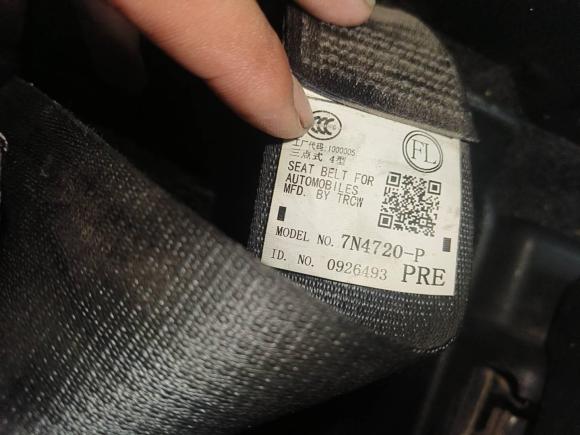 CCC
FL
工厂代码:1000005
三点式 4型
SEAT BELT FOR
AUTOMOBILES
MFD. BY TRCW
MODEL NO. 7N4720-P
ID. NO. 0926493 PRE